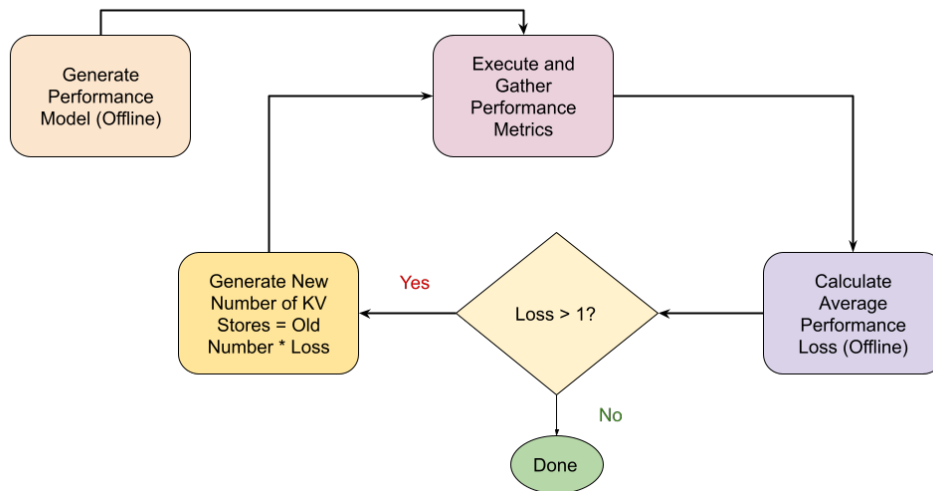 Generate
Performance
Model (Offline)
Execute and
Gather
Performance
Metrics
Calculate
Average
Performance
Loss (Offline)
Loss > 1?
Yes
Generate New
Number of KV
Stores = Old
Number * Loss
No
Done